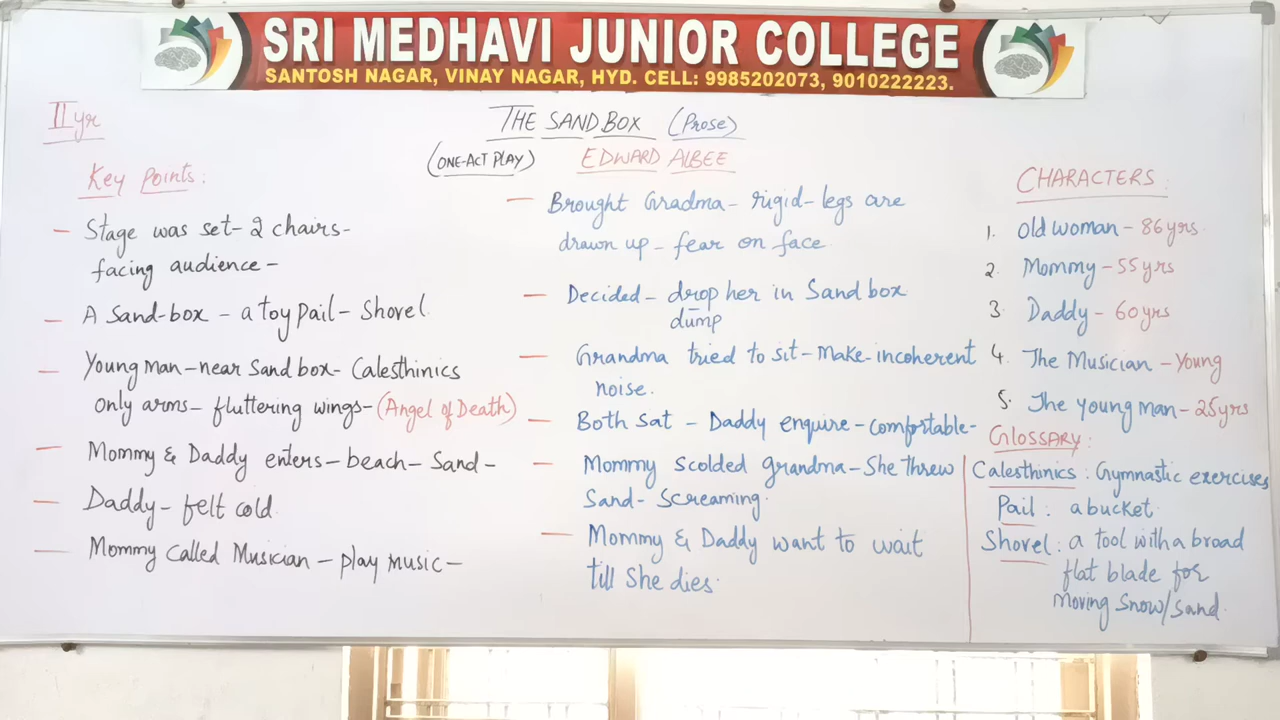 SRI MEDHAVI JUNIOR COLLEGE
SANTOSH NAGAR, VINAY NAGAR, HYD. CELL: 9985202073, 9010222223.
II yr
THE SANDBOX (Prose)
(ONE-ACT PLAY) EDWARD ALBEE
Key Points:
— Stage was set - 2 chairs -
facing audience -
— A Sand-box - a toy pail - Shovel.
— Young man - near Sandbox - Calesthinics
only arms - fluttering wings - (Angel of Death)
— Mommy & Daddy enters - beach - Sand -
— Daddy - felt cold.
— Mommy called Musician - play music -
— Brought Gradma - rigid - legs are
drawn up - fear on face
— Decided - drop her in Sandbox
dump
— Grandma tried to sit - Make - incoherent
noise.
— Both Sat - Daddy enquire - comfortable -
— Mommy scolded grandma - She threw
Sand - Screaming.
— Mommy & Daddy want to wait
till She dies.
CHARACTERS:
1. Old woman - 86 yrs.
2. Mommy - 55 yrs
3. Daddy - 60 yrs
4. The Musician - Young
5. The young man - 25 yrs
GLOSSARY:
Calesthinics: Gymnastic exercises
Pail: a bucket.
Shovel: a tool with a broad
flat blade for
Moving Snow/Sand.